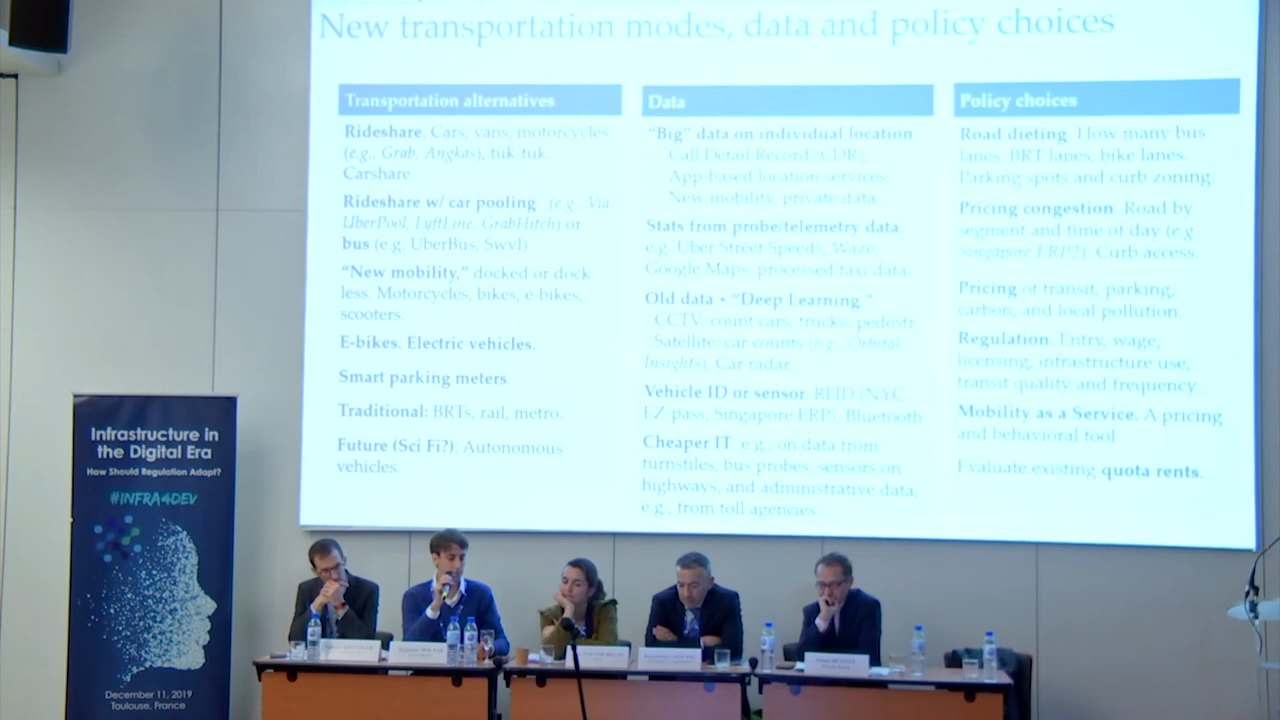 New transportation modes, data and policy choices
Transportation alternatives
Rideshare. Cars, vans, motorcycles
(e.g., Grab, Angkas), tuk-tuk.
Carshare
Rideshare w/ car pooling (e.g., Via,
UberPool, LyftLine, GrabHitch) or
bus (e.g. UberBus, Swvl).
“New mobility,” docked or dock
less. Motorcycles, bikes, e-bikes,
scooters.
E-bikes. Electric vehicles.
Smart parking meters.
Traditional: BRTs, rail, metro.
Future (Sci Fi?): Autonomous
vehicles.
Data
“Big” data on individual location
Call Detail Record (CDR),
App-based location services,
New mobility, private data.
Stats from probe/telemetry data,
e.g. Uber Street Speeds, Waze,
Google Maps, processed taxi data.
Old data + “Deep Learning,”
CCTV: count cars, trucks, pedestr.
Satellite: car counts (e.g., Orbital
Insights). Car radar.
Vehicle ID or sensor. RFID (NYC
EZ-pass, Singapore ERP), Bluetooth
Cheaper IT: e.g., on data from
turnstiles, bus probes, sensors on
highways, and administrative data,
e.g., from toll agencies.
Policy choices
Road dieting. How many bus
lanes, BRT lanes, bike lanes.
Parking spots and curb zoning.
Pricing congestion. Road by
segment and time of day (e.g.
Singapore ERP2). Curb access.
Pricing of transit, parking,
carbon, and local pollution.
Regulation. Entry, wage,
licensing, infrastructure use,
transit quality and frequency.
Mobility as a Service. A pricing
and behavioral tool.
Evaluate existing quota rents.
Infrastructure in
the Digital Era
How Should Regulation Adapt?
#INFRA4DEV
December 11, 2019
Toulouse, France